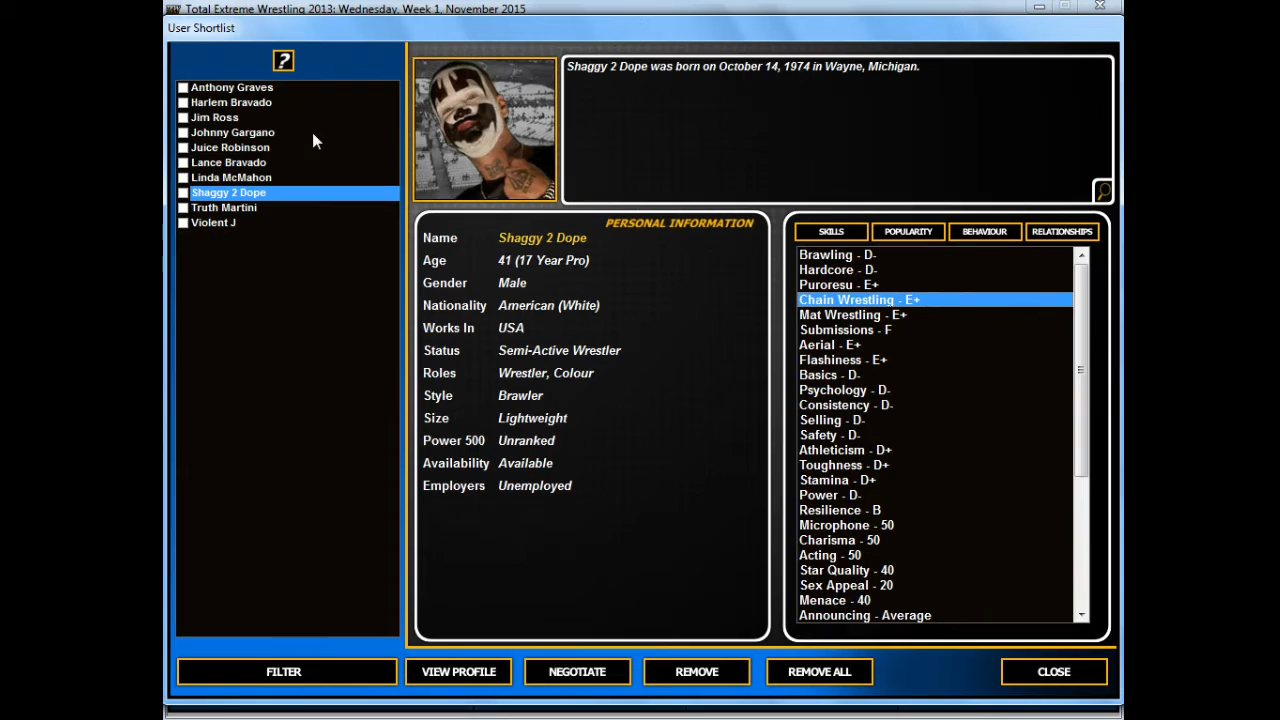 Total Extreme Wrestling 2013: Wednesday, Week 1, November 2015
User Shortlist
?
Anthony Graves
Harlem Bravado
Jim Ross
Johnny Gargano
Juice Robinson
Lance Bravado
Linda McMahon
Shaggy 2 Dope
Truth Martini
Violent J
Shaggy 2 Dope was born on October 14, 1974 in Wayne, Michigan.
PERSONAL INFORMATION
Name Shaggy 2 Dope
Age 41 (17 Year Pro)
Gender Male
Nationality American (White)
Works In USA
Status Semi-Active Wrestler
Roles Wrestler, Colour
Style Brawler
Size Lightweight
Power 500 Unranked
Availability Available
Employers Unemployed
SKILLS POPULARITY BEHAVIOUR RELATIONSHIPS
Brawling - D-
Hardcore - D-
Puroresu - E+
Chain Wrestling - E+
Mat Wrestling - E+
Submissions - F
Aerial - E+
Flashiness - E+
Basics - D-
Psychology - D-
Consistency - D-
Selling - D-
Safety - D-
Athleticism - D+
Toughness - D+
Stamina - D+
Power - D-
Resilience - B
Microphone - 50
Charisma - 50
Acting - 50
Star Quality - 40
Sex Appeal - 20
Menace - 40
Announcing - Average
FILTER VIEW PROFILE NEGOTIATE REMOVE REMOVE ALL CLOSE